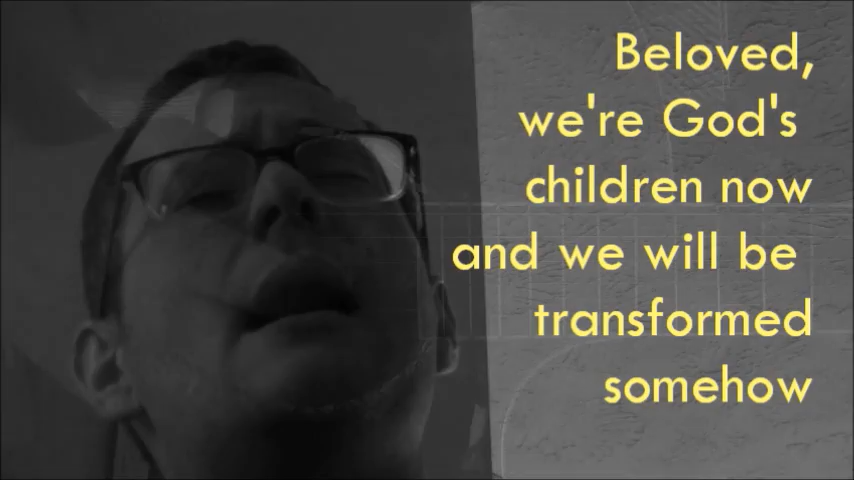 Beloved,
we're God's
children now
and we will be
transformed
somehow